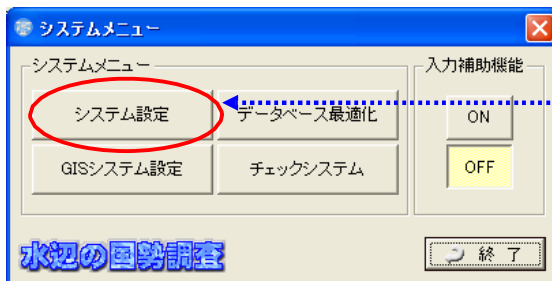 システムメニュー
システムメニュー
入力補助機能
システム設定
データベース最適化
ON
GISシステム設定
チェックシステム
OFF
水辺の国勢調査
終 了